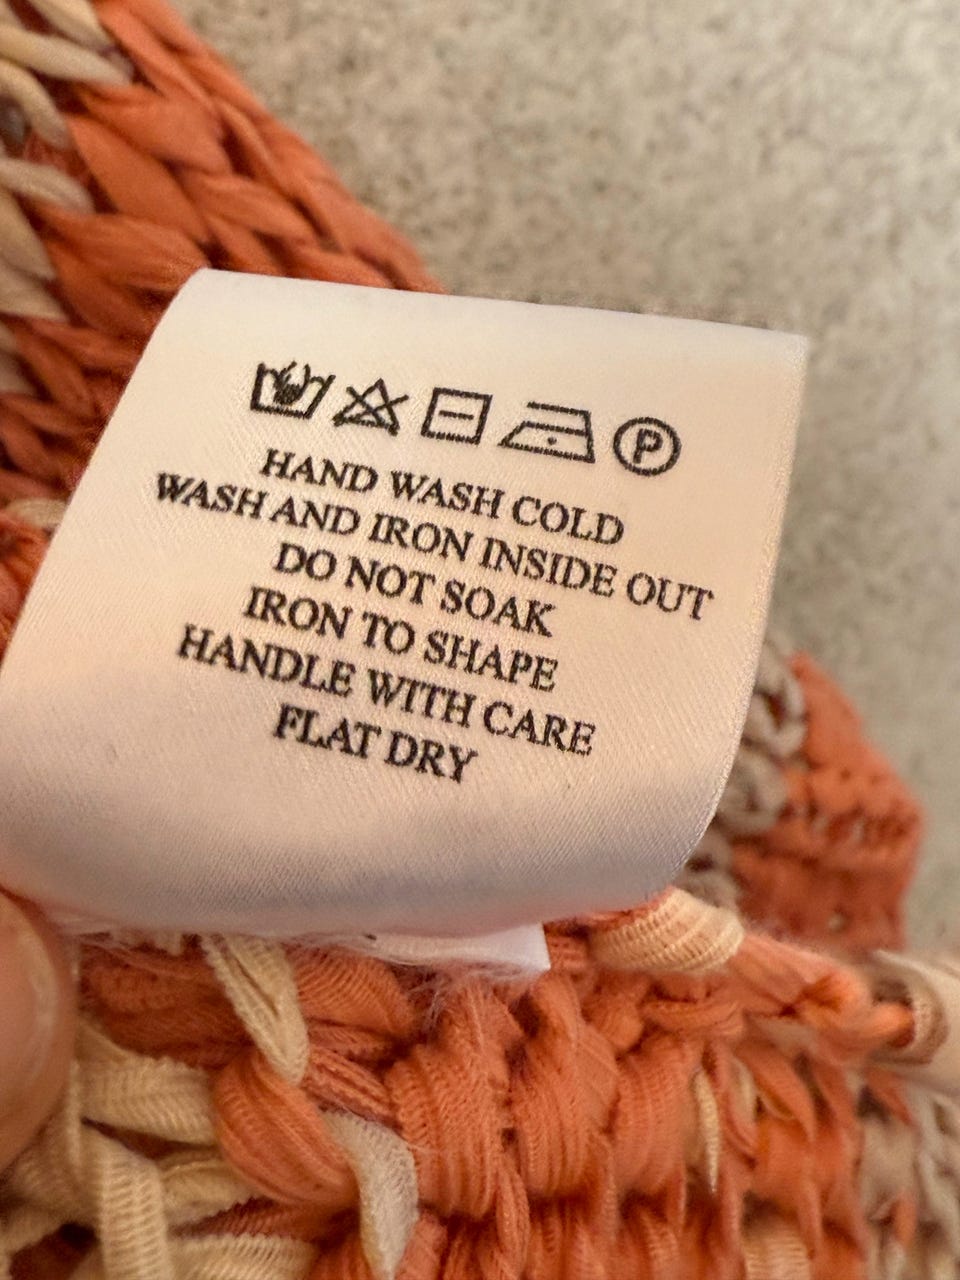 P
HAND WASH COLD
WASH AND IRON INSIDE OUT
DO NOT SOAK
IRON TO SHAPE
HANDLE WITH CARE
FLAT DRY